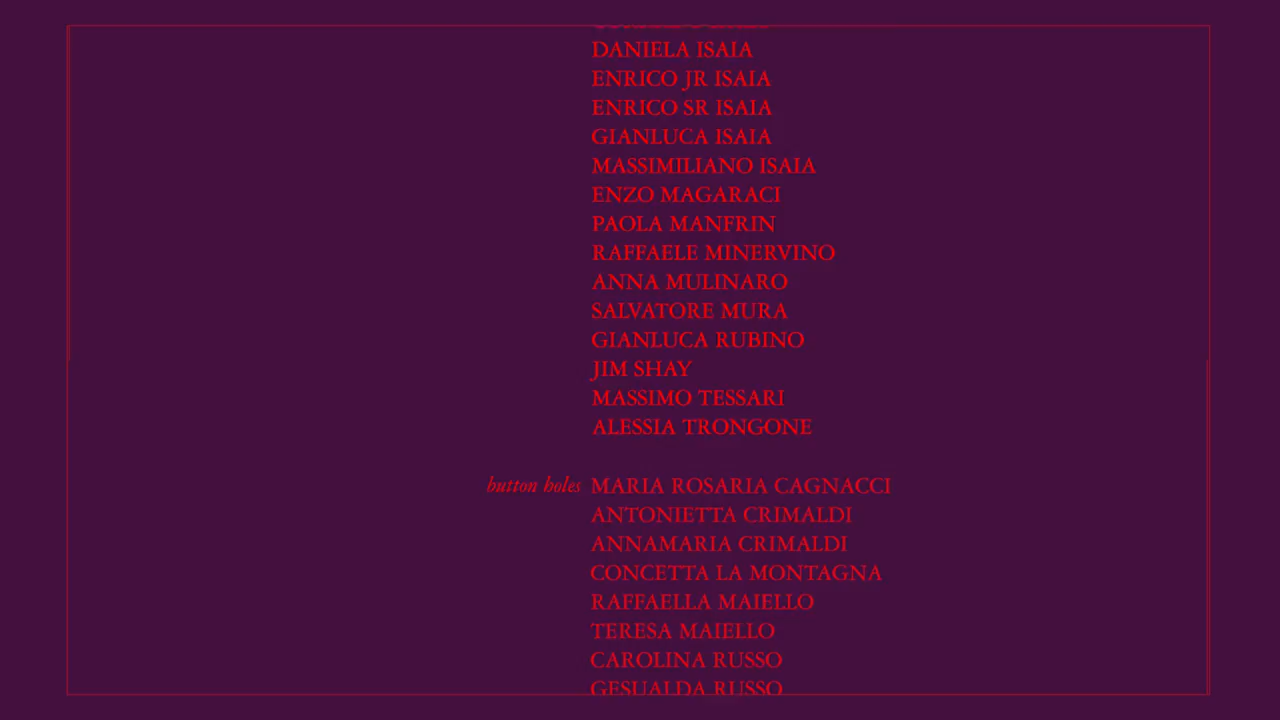 DANIELA ISAIA
ENRICO JR ISAIA
ENRICO SR ISAIA
GIANLUCA ISAIA
MASSIMILIANO ISAIA
ENZO MAGARACI
PAOLA MANFRIN
RAFFAELE MINERVINO
ANNA MULINARO
SALVATORE MURA
GIANLUCA RUBINO
JIM SHAY
MASSIMO TESSARI
ALESSIA TRONGONE
button holes MARIA ROSARIA CAGNACCI
ANTONIETTA CRIMALDI
ANNAMARIA CRIMALDI
CONCETTA LA MONTAGNA
RAFFAELLA MAIELLO
TERESA MAIELLO
CAROLINA RUSSO
GESUALDA RUSSO